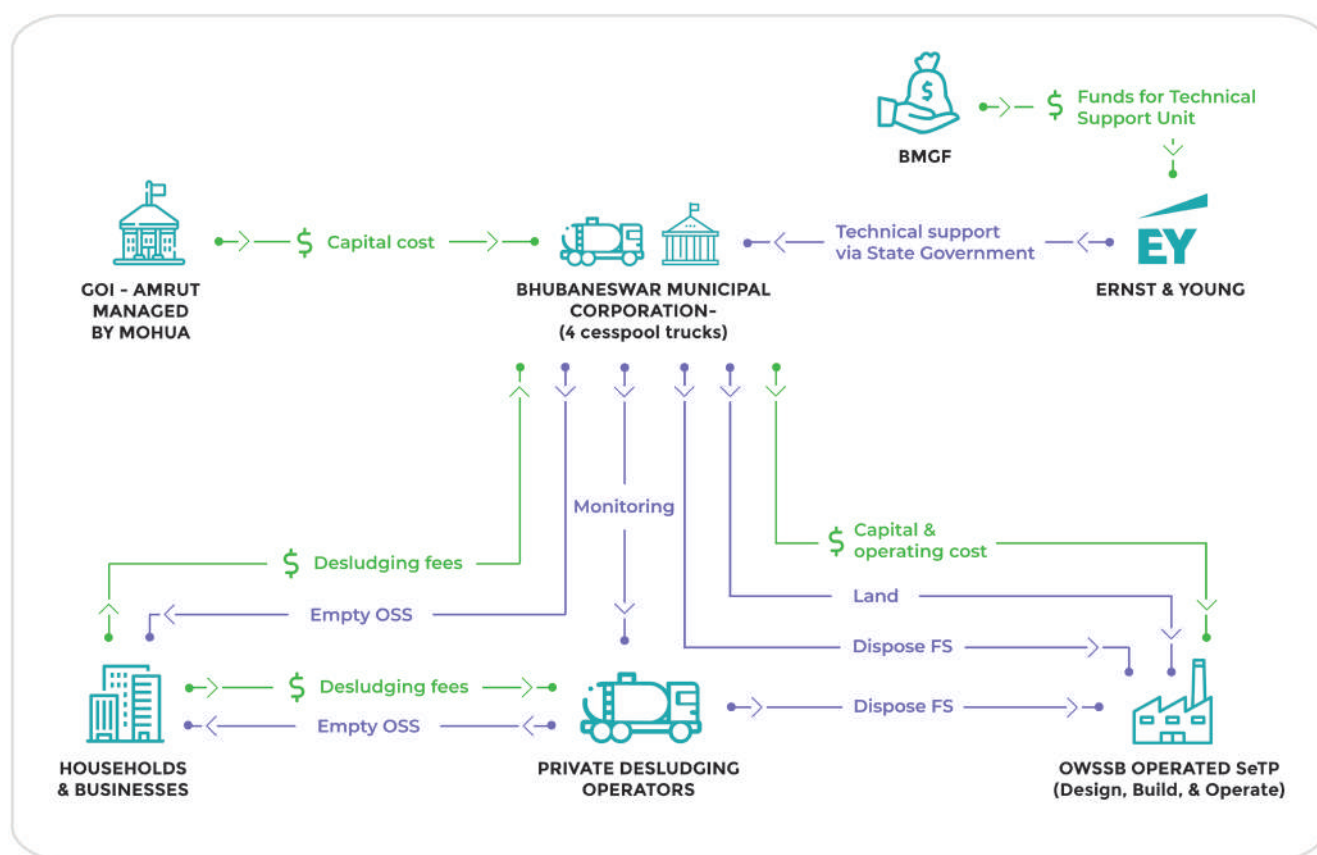 $ Funds for Technical
Support Unit
BMGF
$ Capital cost
Technical support
via State Government
EY
GOI - AMRUT
MANAGED
BY MOHUA
BHUBANESWAR MUNICIPAL
CORPORATION-
(4 cesspool trucks)
ERNST & YOUNG
Monitoring
$ Capital &
operating cost
$ Desludging fees
Land
Empty OSS
Dispose FS
$ Desludging fees
Dispose FS
Empty OSS
HOUSEHOLDS
& BUSINESSES
PRIVATE DESLUDGING
OPERATORS
OWSSB OPERATED SeTP
(Design, Build, & Operate)